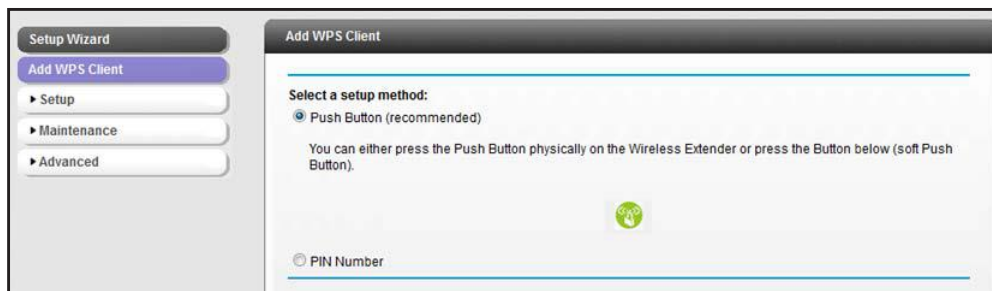 Setup Wizard
Add WPS Client
Setup
Maintenance
Advanced
Add WPS Client
Select a setup method:
Push Button (recommended)
You can either press the Push Button physically on the Wireless Extender or press the Button below (soft Push
Button).
PIN Number